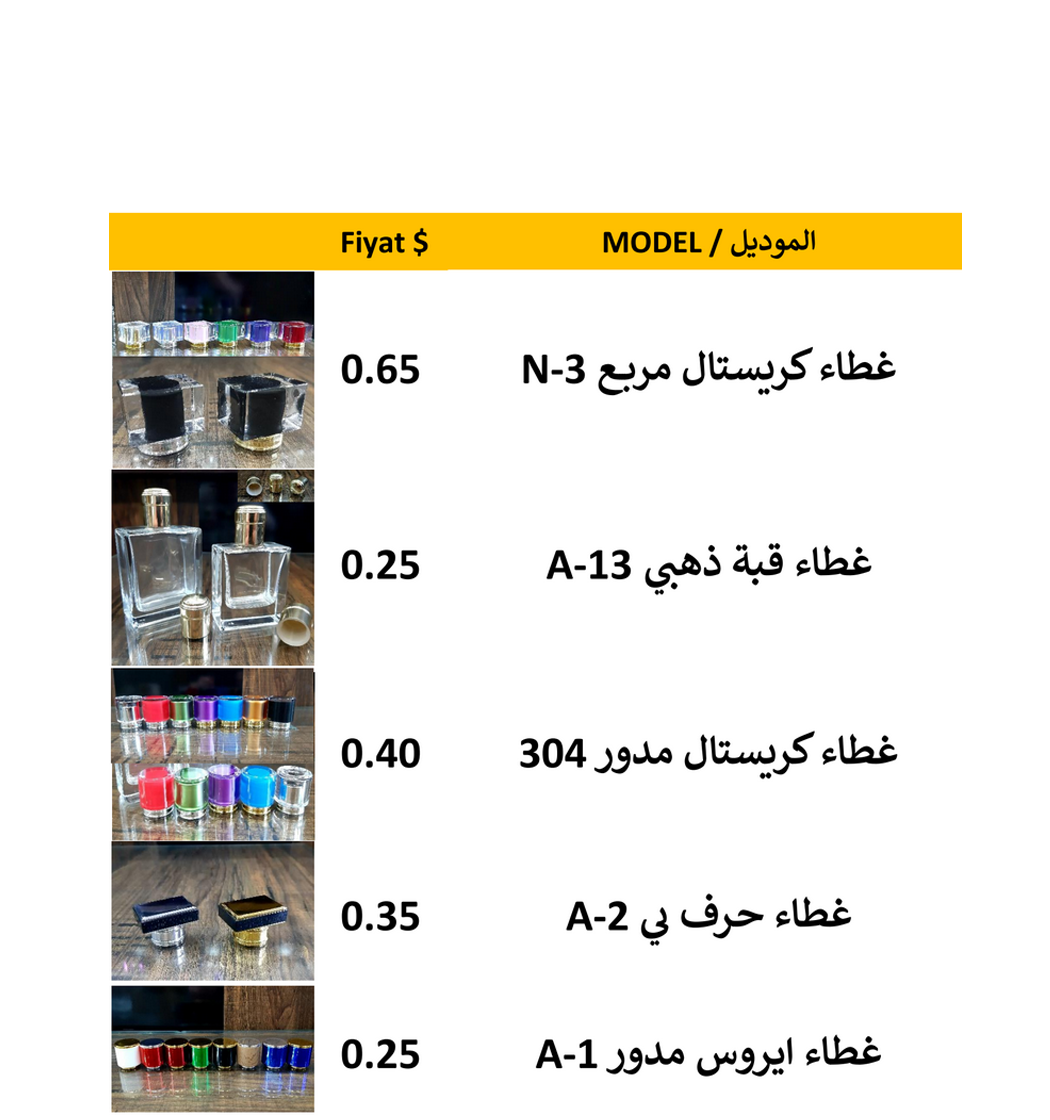 الموديل / MODEL Fiyat $
غطاء كريستال مربع N-3 0.65
غطاء قبة ذهبي A-13 0.25
غطاء كريستال مدور 304 0.40
غطاء حرف بي A-2 0.35
غطاء ايروس مدور A-1 0.25